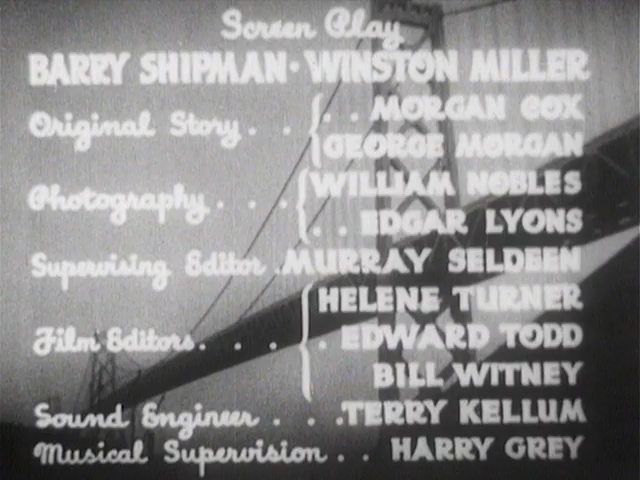 Screen Play
BARRY SHIPMAN · WINSTON MILLER
Original Story . . { . . MORGAN COX
GEORGE MORGAN
Photography . . . { WILLIAM NOBLES
. . EDGAR LYONS
Supervising Editor . MURRAY SELDEEN
HELENE TURNER
Film Editors . . . { . EDWARD TODD
BILL WITNEY
Sound Engineer . . . TERRY KELLUM
Musical Supervision . . HARRY GREY